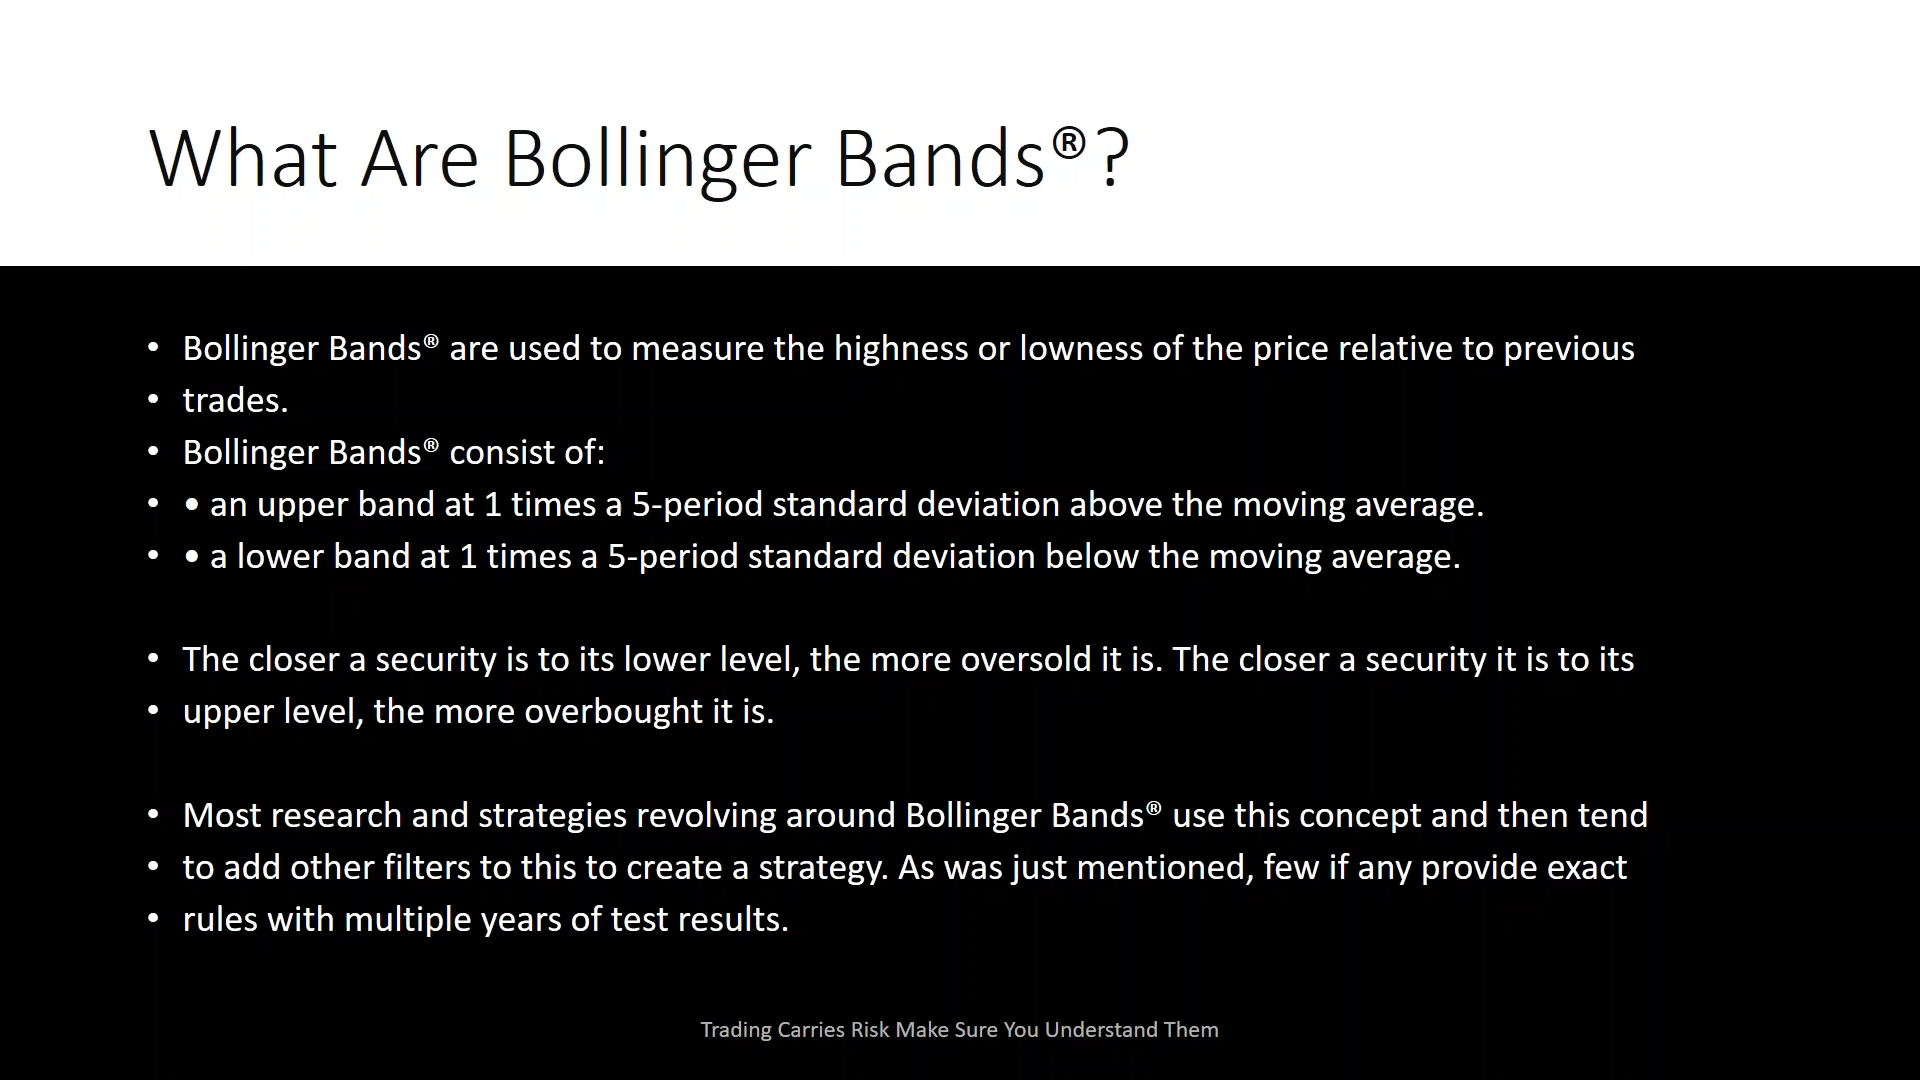 What Are Bollinger Bands®?
• Bollinger Bands® are used to measure the highness or lowness of the price relative to previous
• trades.
• Bollinger Bands® consist of:
• • an upper band at 1 times a 5-period standard deviation above the moving average.
• • a lower band at 1 times a 5-period standard deviation below the moving average.
• The closer a security is to its lower level, the more oversold it is. The closer a security it is to its
• upper level, the more overbought it is.
• Most research and strategies revolving around Bollinger Bands® use this concept and then tend
• to add other filters to this to create a strategy. As was just mentioned, few if any provide exact
• rules with multiple years of test results.
Trading Carries Risk Make Sure You Understand Them